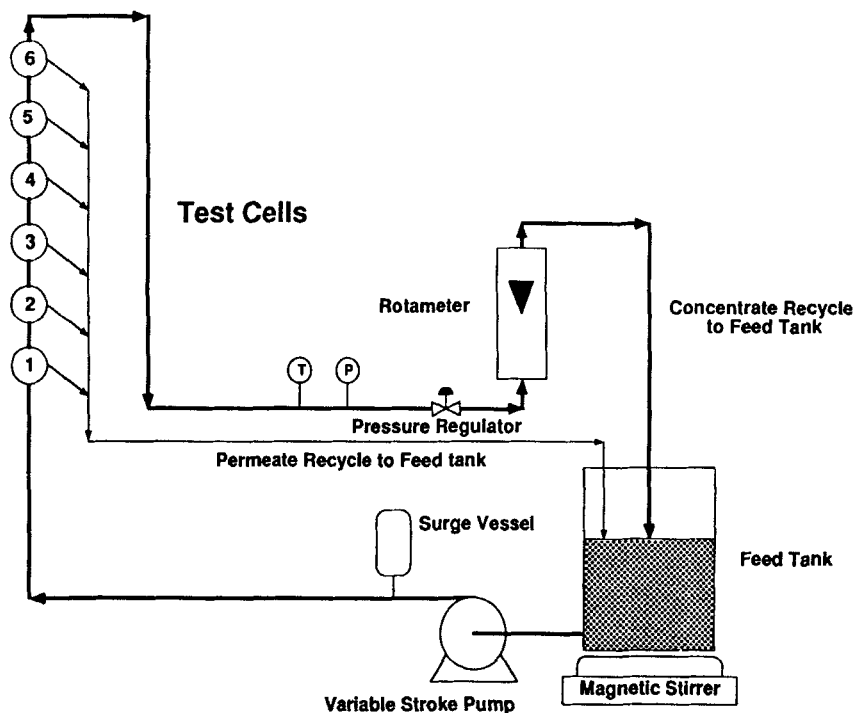 6
5
4
3
2
1
Test Cells
Rotameter
Concentrate Recycle
to Feed Tank
T
P
Pressure Regulator
Permeate Recycle to Feed tank
Surge Vessel
Feed Tank
Magnetic Stirrer
Variable Stroke Pump